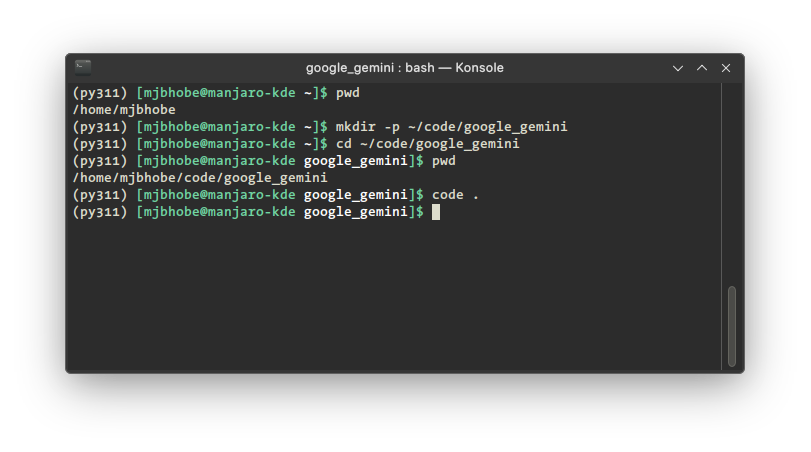 google_gemini : bash — Konsole
(py311) [mjbhobe@manjaro-kde ~]$ pwd
/home/mjbhobe
(py311) [mjbhobe@manjaro-kde ~]$ mkdir -p ~/code/google_gemini
(py311) [mjbhobe@manjaro-kde ~]$ cd ~/code/google_gemini
(py311) [mjbhobe@manjaro-kde google_gemini]$ pwd
/home/mjbhobe/code/google_gemini
(py311) [mjbhobe@manjaro-kde google_gemini]$ code .
(py311) [mjbhobe@manjaro-kde google_gemini]$